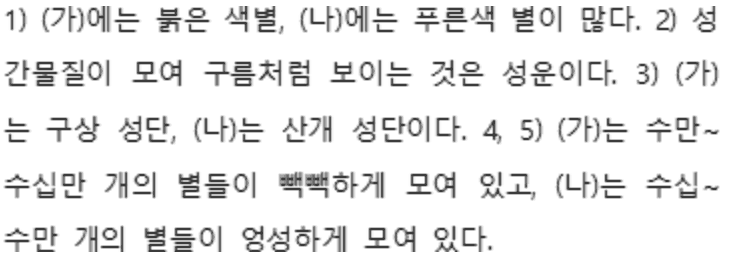 1) (가)에는 붉은 색별, (나)에는 푸른색 별이 많다. 2) 성
간물질이 모여 구름처럼 보이는 것은 성운이다. 3) (가)
는 구상 성단, (나)는 산개 성단이다. 4, 5) (가)는 수만~
수십만 개의 별들이 빽빽하게 모여 있고, (나)는 수십~
수만 개의 별들이 엉성하게 모여 있다.